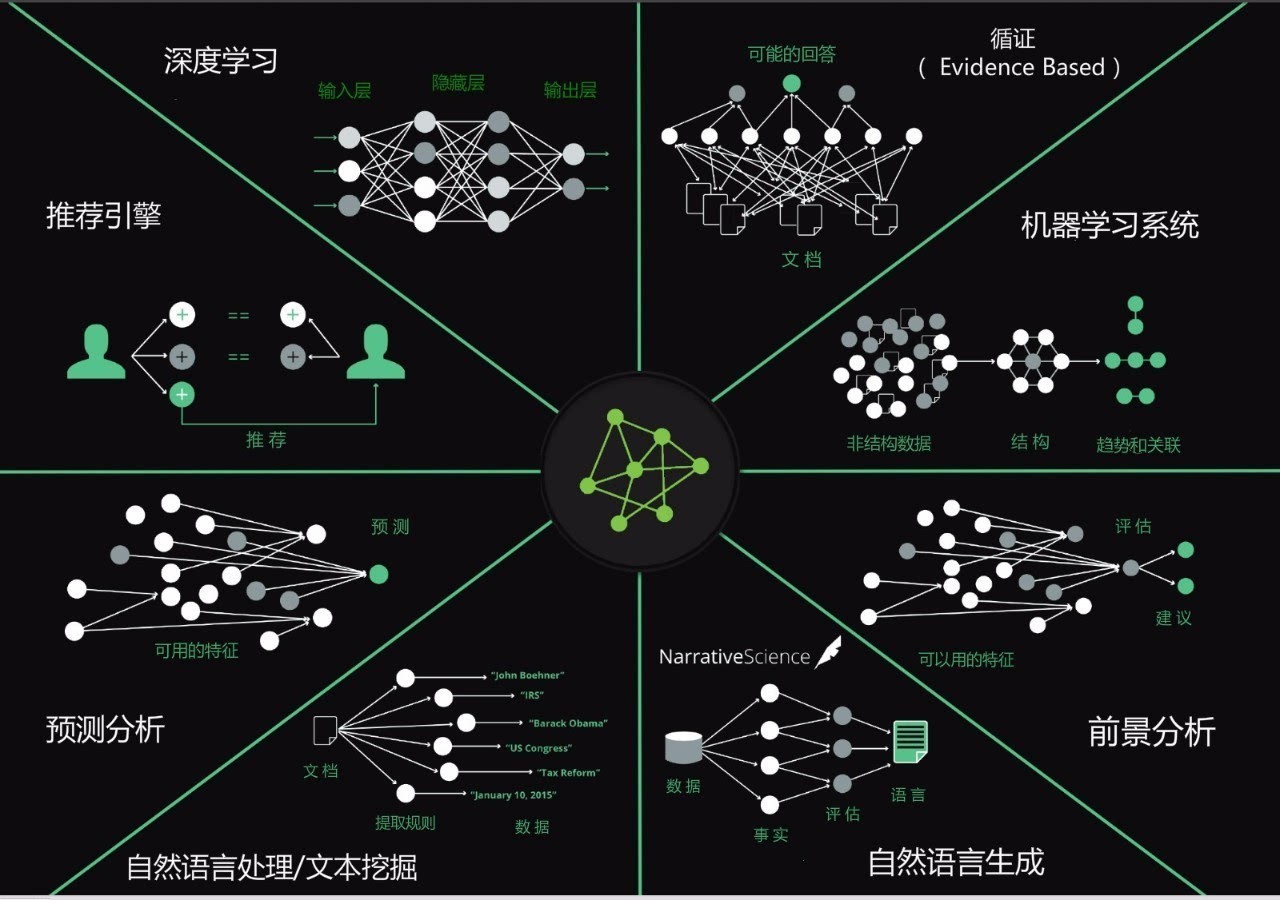 深度学习
输入层
隐藏层
输出层
循证
( Evidence Based )
可能的回答
文 档
推荐引擎
==
==
推 荐
机器学习系统
非结构数据
结 构
趋势和关联
预 测
可用的特征
预测分析
文 档
提取规则
"John Boehner"
"IRS"
"Barack Obama"
"US Congress"
"Tax Reform"
"January 10, 2015"
数 据
自然语言处理/文本挖掘
NarrativeScience
数 据
事 实
评 估
语 言
自然语言生成
评 估
建 议
可以用的特征
前景分析